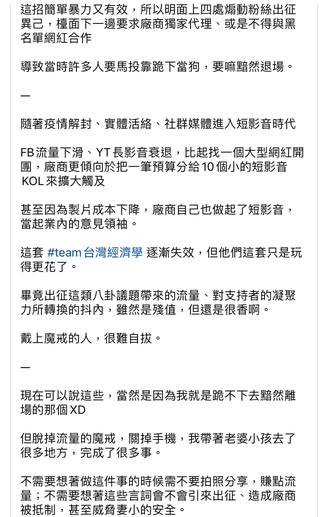 這招簡單暴力又有效，所以明面上四處煽動粉絲出征
異己，檯面下一邊要求廠商獨家代理、或是不得與黑
名單網紅合作
導致當時許多人要馬投靠跪下當狗，要嘛黯然退場。
—
隨著疫情解封、實體活絡、社群媒體進入短影音時代
FB流量下滑、YT長影音衰退，比起找一個大型網紅開
團，廠商更傾向於把一筆預算分給10個小的短影音
KOL來擴大觸及
甚至因為製片成本下降，廠商自己也做起了短影音，
當起業內的意見領袖。
這套 #team台灣經濟學 逐漸失效，但他們這套只是玩
得更花了。
畢竟出征這類八卦議題帶來的流量、對支持者的凝聚
力所轉換的抖內，雖然是殘值，但還是很香啊。
戴上魔戒的人，很難自拔。
—
現在可以說這些，當然是因為我就是跪不下去黯然離
場的那個XD
但脫掉流量的魔戒，關掉手機，我帶著老婆小孩去了
很多地方，完成了很多事。
不需要想著做這件事的時候需不要拍照分享，賺點流
量；不需要想著這些言詞會不會引來出征、造成廠商
被抵制，甚至威脅妻小的安全。